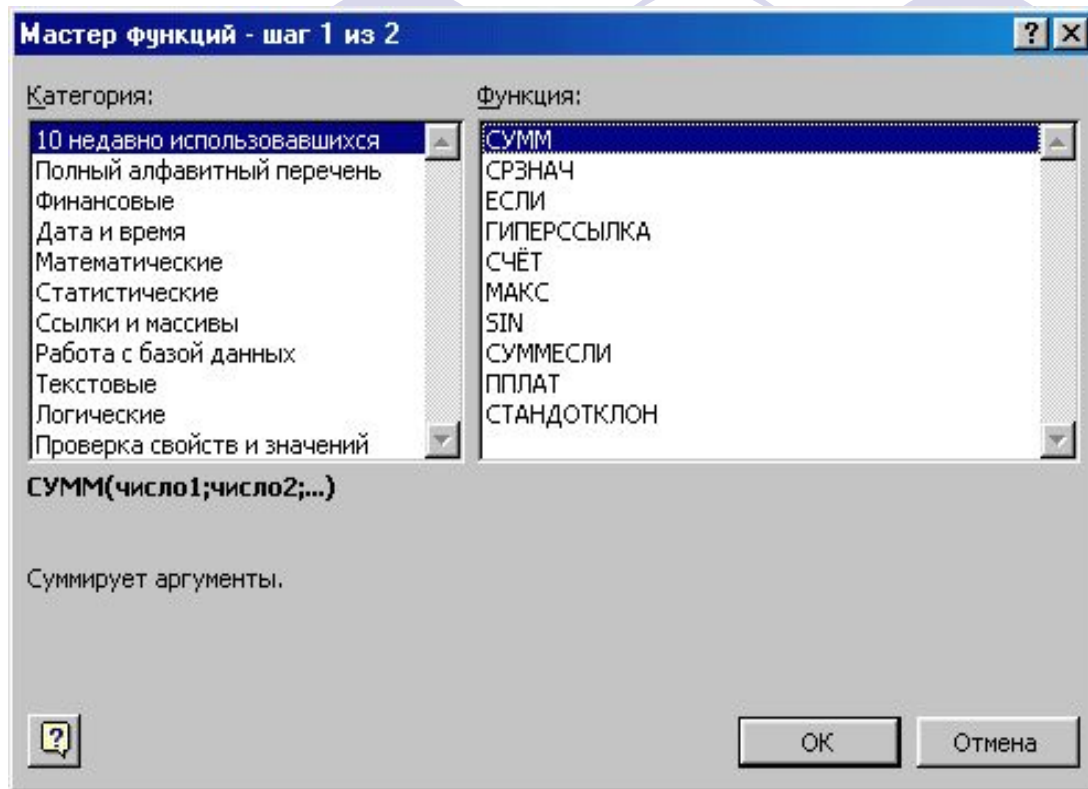 Мастер функций - шаг 1 из 2
Категория:
10 недавно использовавшихся
Полный алфавитный перечень
Финансовые
Дата и время
Математические
Статистические
Ссылки и массивы
Работа с базой данных
Текстовые
Логические
Проверка свойств и значений
Функция:
СУММ
СРЗНАЧ
ЕСЛИ
ГИПЕРССЫЛКА
СЧЁТ
МАКС
SIN
СУММЕСЛИ
ППЛАТ
СТАНДОТКЛОН
СУММ(число1;число2;...)
Суммирует аргументы.
ОК
Отмена